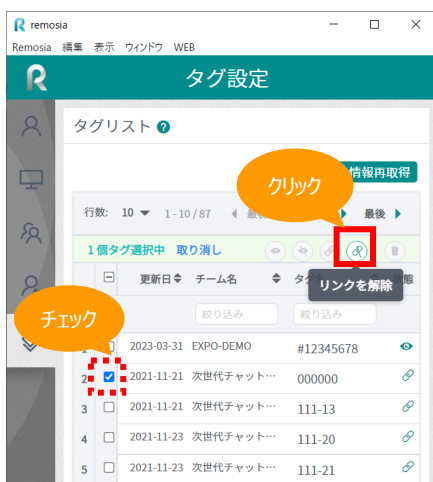 remosia
Remosia 編集 表示 ウィンドウ WEB
タグ設定
タグリスト
クリック
情報再取得
行数: 10 1 - 10 / 87 最後
1個タグ選択中 取り消し
リンクを解除
更新日 チーム名
チェック
絞り込み 絞り込み
2023-03-31 EXPO-DEMO #12345678
2 2021-11-21 次世代チャット… 000000
3 2021-11-21 次世代チャット… 111-13
4 2021-11-23 次世代チャット… 111-20
5 2021-11-23 次世代チャット… 111-21